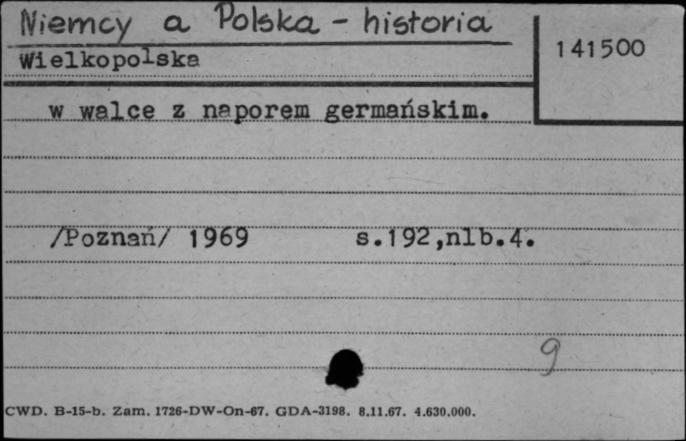 Niemcy a Polska - historia
141500
Wielkopolska
w walce z naporem germańskim.
/Poznań/ 1969 s.192,nlb.4.
9
CWD. B-15-b. Zam. 1726-DW-On-67. GDA-3198. 8.11.67. 4.630.000.